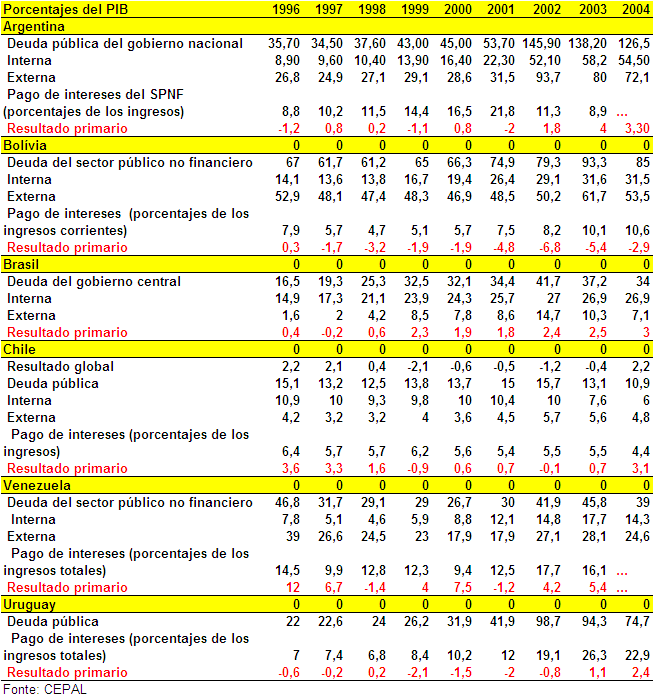 Porcentajes del PIB 1996 1997 1998 1999 2000 2001 2002 2003 2004
Argentina
Deuda pública del gobierno nacional 35,70 34,50 37,60 43,00 45,00 53,70 145,90 138,20 126,5
Interna 8,90 9,60 10,40 13,90 16,40 22,30 52,10 58,2 54,50
Externa 26,8 24,9 27,1 29,1 28,6 31,5 93,7 80 72,1
Pago de intereses del SPNF
(porcentajes de los ingresos) 8,8 10,2 11,5 14,4 16,5 21,8 11,3 8,9 ...
Resultado primario -1,2 0,8 0,2 -1,1 0,8 -2 1,8 4 3,30
Bolívia 0 0 0 0 0 0 0 0 0
Deuda del sector público no financiero 67 61,7 61,2 65 66,3 74,9 79,3 93,3 85
Interna 14,1 13,6 13,8 16,7 19,4 26,4 29,1 31,6 31,5
Externa 52,9 48,1 47,4 48,3 46,9 48,5 50,2 61,7 53,5
Pago de intereses (porcentajes de los
ingresos corrientes) 7,9 5,7 4,7 5,1 5,7 7,5 8,2 10,1 10,6
Resultado primario 0,3 -1,7 -3,2 -1,9 -1,9 -4,8 -6,8 -5,4 -2,9
Brasil 0 0 0 0 0 0 0 0 0
Deuda del gobierno central 16,5 19,3 25,3 32,5 32,1 34,4 41,7 37,2 34
Interna 14,9 17,3 21,1 23,9 24,3 25,7 27 26,9 26,9
Externa 1,6 2 4,2 8,5 7,8 8,6 14,7 10,3 7,1
Resultado primario 0,4 -0,2 0,6 2,3 1,9 1,8 2,4 2,5 3
Chile 0 0 0 0 0 0 0 0 0
Resultado global 2,2 2,1 0,4 -2,1 -0,6 -0,5 -1,2 -0,4 2,2
Deuda pública 15,1 13,2 12,5 13,8 13,7 15 15,7 13,1 10,9
Interna 10,9 10 9,3 9,8 10 10,4 10 7,6 6
Externa 4,2 3,2 3,2 4 3,6 4,5 5,7 5,6 4,8
Pago de intereses (porcentajes de los
ingresos) 6,4 5,7 5,7 6,2 5,6 5,4 5,5 5,5 4,4
Resultado primario 3,6 3,3 1,6 -0,9 0,6 0,7 -0,1 0,7 3,1
Venezuela 0 0 0 0 0 0 0 0 0
Deuda del sector público no financiero 46,8 31,7 29,1 29 26,7 30 41,9 45,8 39
Interna 7,8 5,1 4,6 5,9 8,8 12,1 14,8 17,7 14,3
Externa 39 26,6 24,5 23 17,9 17,9 27,1 28,1 24,6
Pago de intereses (porcentajes de los
ingresos totales) 14,5 9,9 12,8 12,3 9,4 12,5 17,7 16,1 ...
Resultado primario 12 6,7 -1,4 4 7,5 -1,2 4,2 5,4 ...
Uruguay 0 0 0 0 0 0 0 0 0
Deuda pública 22 22,6 24 26,2 31,9 41,9 98,7 94,3 74,7
Pago de intereses (porcentajes de los
ingresos totales) 7 7,4 6,8 8,4 10,2 12 19,1 26,3 22,9
Resultado primario -0,6 -0,2 0,2 -2,1 -1,5 -2 -0,8 1,1 2,4
Fonte: CEPAL